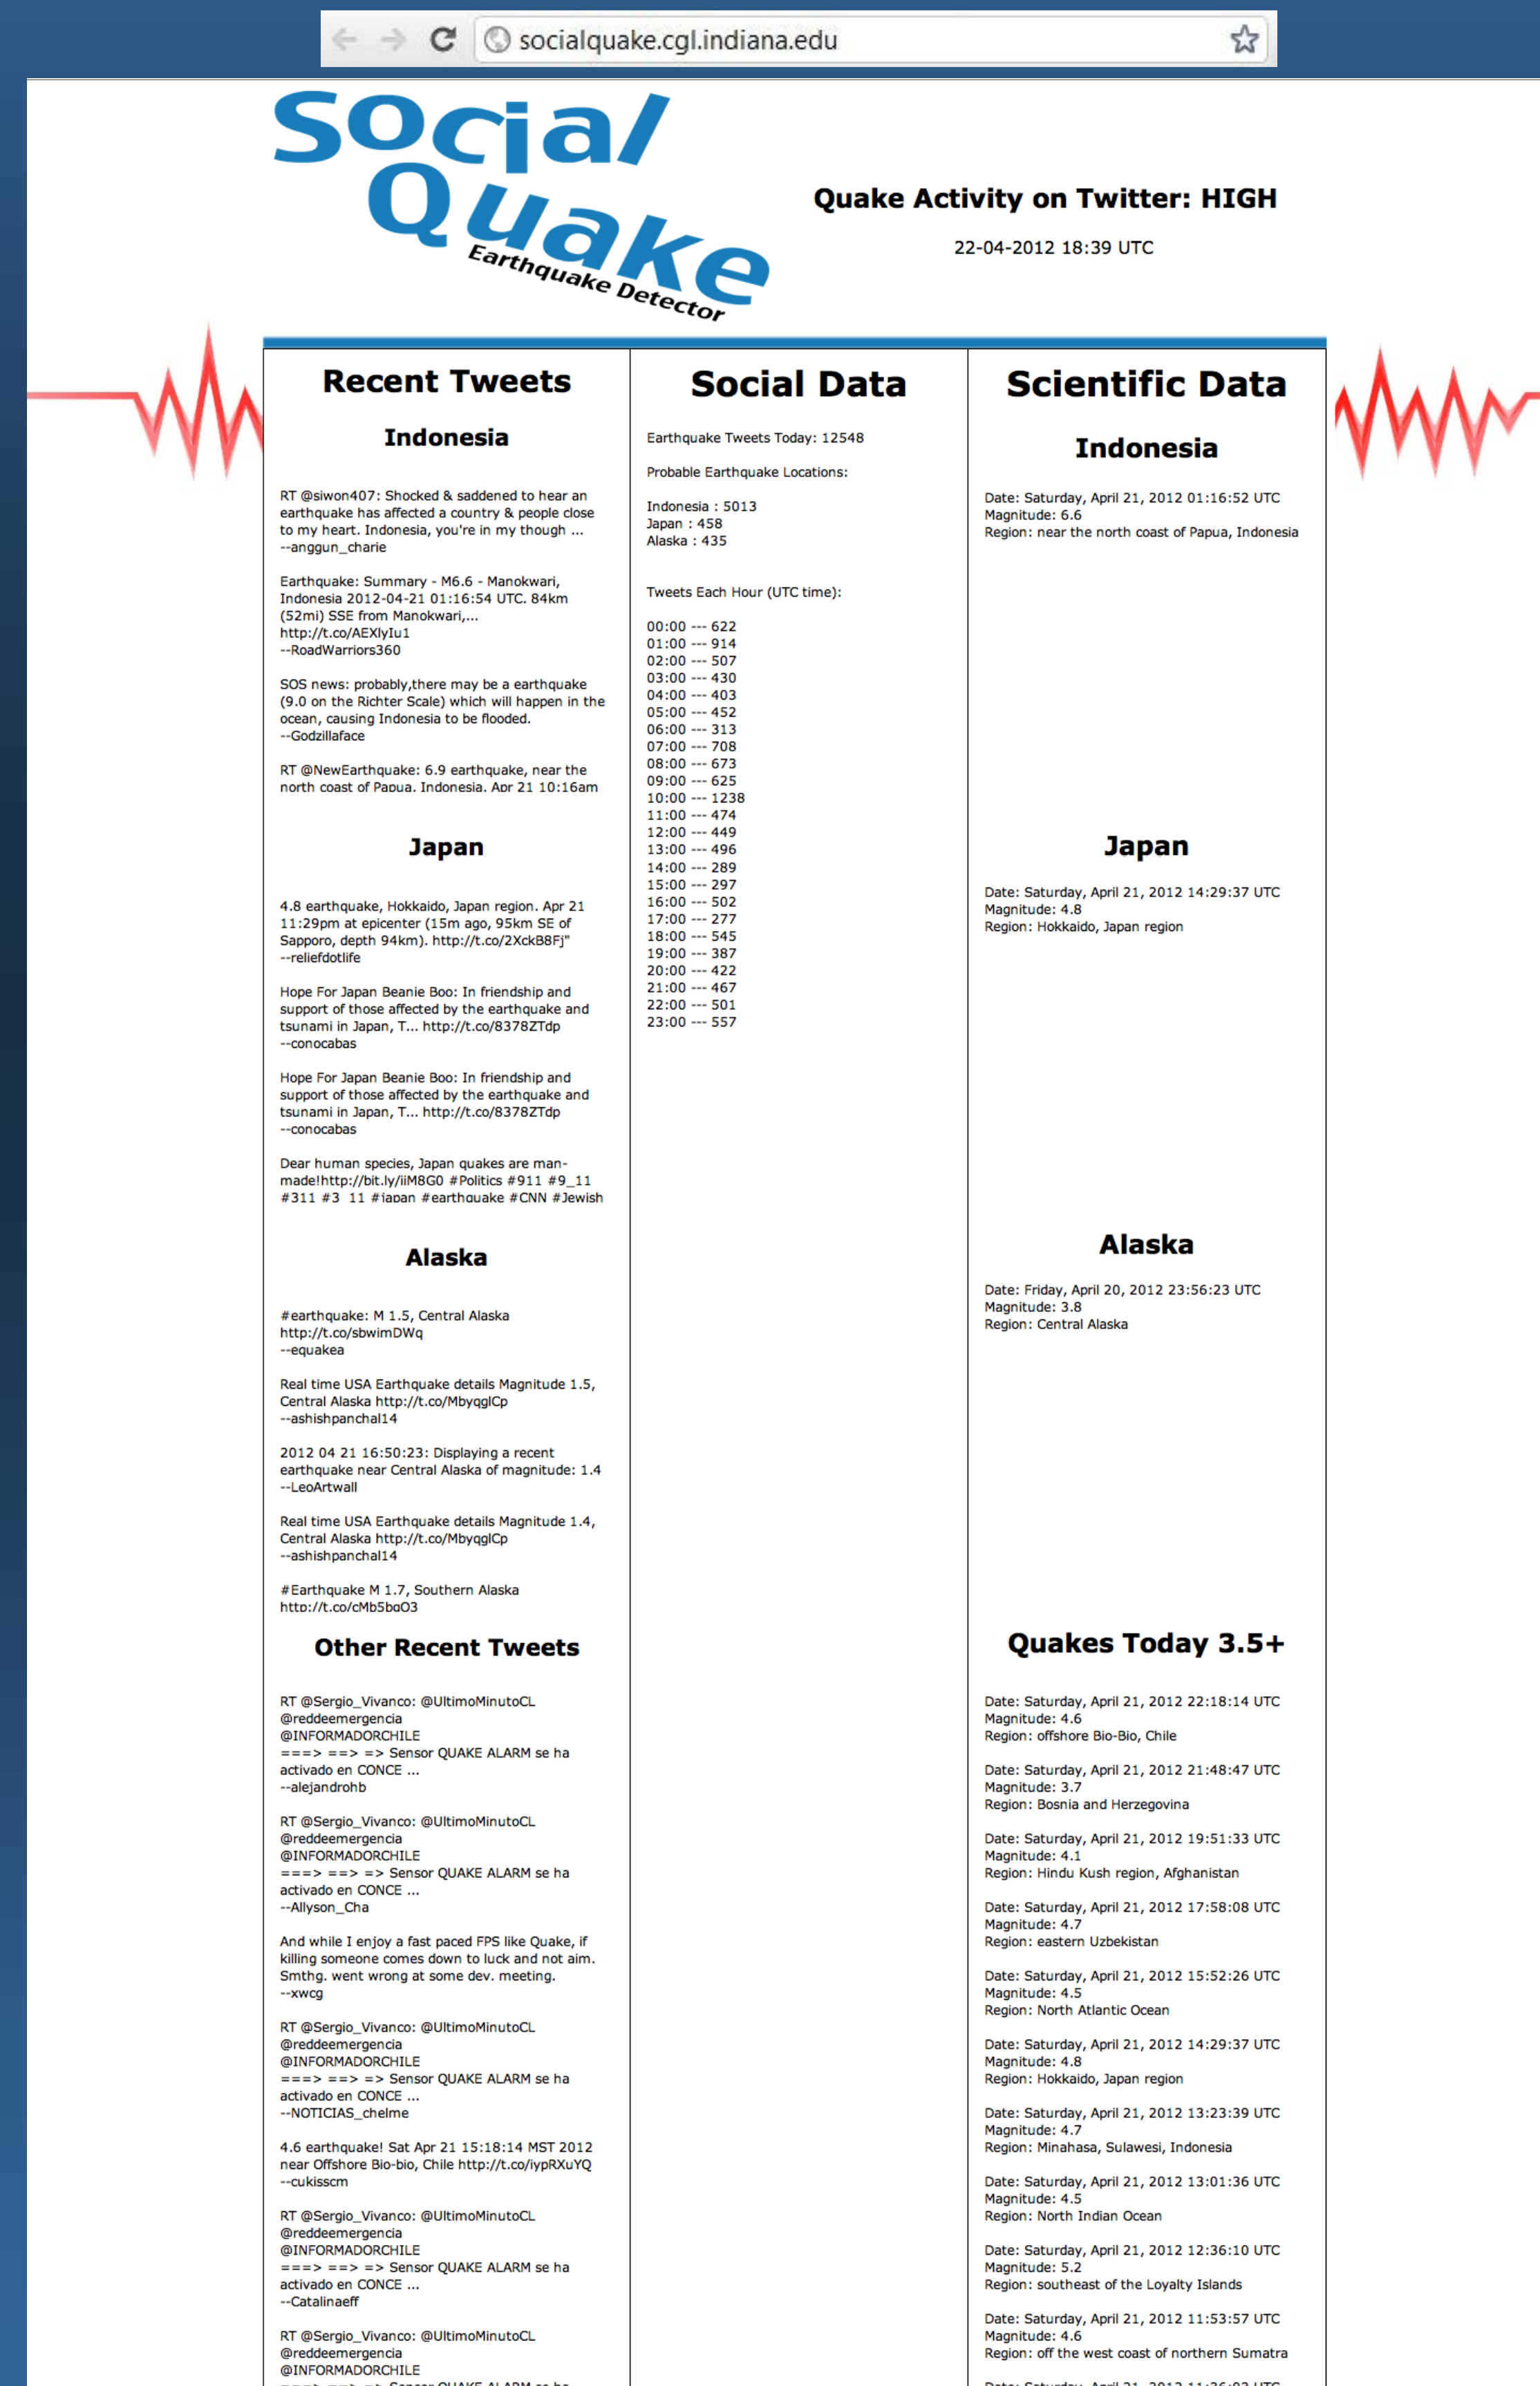 socialquake.cgl.indiana.edu
Social
Quake
Earthquake Detector
Quake Activity on Twitter: HIGH
22-04-2012 18:39 UTC
Recent Tweets
Indonesia
RT @siwon407: Shocked & saddened to hear an
earthquake has affected a country & people close
to my heart. Indonesia, you're in my though ...
--anggun_charie
Earthquake: Summary - M6.6 - Manokwari,
Indonesia 2012-04-21 01:16:54 UTC. 84km
(52mi) SSE from Manokwari,...
http://t.co/AEXlyIu1
--RoadWarriors360
SOS news: probably,there may be a earthquake
(9.0 on the Richter Scale) which will happen in the
ocean, causing Indonesia to be flooded.
--Godzillaface
RT @NewEarthquake: 6.9 earthquake, near the
north coast of Papua, Indonesia. Apr 21 10:16am
Japan
4.8 earthquake, Hokkaido, Japan region. Apr 21
11:29pm at epicenter (15m ago, 95km SE of
Sapporo, depth 94km). http://t.co/2XckB8Fj"
--reliefdotlife
Hope For Japan Beanie Boo: In friendship and
support of those affected by the earthquake and
tsunami in Japan, T... http://t.co/8378ZTdp
--conocabas
Hope For Japan Beanie Boo: In friendship and
support of those affected by the earthquake and
tsunami in Japan, T... http://t.co/8378ZTdp
--conocabas
Dear human species, Japan quakes are man-
made!http://bit.ly/iiM8G0 #Politics #911 #9_11
#311 #3_11 #japan #earthquake #CNN #Jewish
Alaska
#earthquake: M 1.5, Central Alaska
http://t.co/sbwimDWq
--equakea
Real time USA Earthquake details Magnitude 1.5,
Central Alaska http://t.co/MbyqglCp
--ashishpanchal14
2012 04 21 16:50:23: Displaying a recent
earthquake near Central Alaska of magnitude: 1.4
--LeoArtwall
Real time USA Earthquake details Magnitude 1.4,
Central Alaska http://t.co/MbyqglCp
--ashishpanchal14
#Earthquake M 1.7, Southern Alaska
http://t.co/cMb5bqO3
Other Recent Tweets
RT @Sergio_Vivanco: @UltimoMinutoCL
@reddeemergencia
@INFORMADORCHILE
===> ==> => Sensor QUAKE ALARM se ha
activado en CONCE ...
--alejandrohb
RT @Sergio_Vivanco: @UltimoMinutoCL
@reddeemergencia
@INFORMADORCHILE
===> ==> => Sensor QUAKE ALARM se ha
activado en CONCE ...
--Allyson_Cha
And while I enjoy a fast paced FPS like Quake, if
killing someone comes down to luck and not aim.
Smthg. went wrong at some dev. meeting.
--xwcg
RT @Sergio_Vivanco: @UltimoMinutoCL
@reddeemergencia
@INFORMADORCHILE
===> ==> => Sensor QUAKE ALARM se ha
activado en CONCE ...
--NOTICIAS_chelme
4.6 earthquake! Sat Apr 21 15:18:14 MST 2012
near Offshore Bio-bio, Chile http://t.co/iypRXuYQ
--cukisscm
RT @Sergio_Vivanco: @UltimoMinutoCL
@reddeemergencia
@INFORMADORCHILE
===> ==> => Sensor QUAKE ALARM se ha
activado en CONCE ...
--Catalinaeff
RT @Sergio_Vivanco: @UltimoMinutoCL
@reddeemergencia
@INFORMADORCHILE
Social Data
Earthquake Tweets Today: 12548
Probable Earthquake Locations:
Indonesia : 5013
Japan : 458
Alaska : 435
Tweets Each Hour (UTC time):
00:00 --- 622
01:00 --- 914
02:00 --- 507
03:00 --- 430
04:00 --- 403
05:00 --- 452
06:00 --- 313
07:00 --- 708
08:00 --- 673
09:00 --- 625
10:00 --- 1238
11:00 --- 474
12:00 --- 449
13:00 --- 496
14:00 --- 289
15:00 --- 297
16:00 --- 502
17:00 --- 277
18:00 --- 545
19:00 --- 387
20:00 --- 422
21:00 --- 467
22:00 --- 501
23:00 --- 557
Scientific Data
Indonesia
Date: Saturday, April 21, 2012 01:16:52 UTC
Magnitude: 6.6
Region: near the north coast of Papua, Indonesia
Japan
Date: Saturday, April 21, 2012 14:29:37 UTC
Magnitude: 4.8
Region: Hokkaido, Japan region
Alaska
Date: Friday, April 20, 2012 23:56:23 UTC
Magnitude: 3.8
Region: Central Alaska
Quakes Today 3.5+
Date: Saturday, April 21, 2012 22:18:14 UTC
Magnitude: 4.6
Region: offshore Bio-Bio, Chile
Date: Saturday, April 21, 2012 21:48:47 UTC
Magnitude: 3.7
Region: Bosnia and Herzegovina
Date: Saturday, April 21, 2012 19:51:33 UTC
Magnitude: 4.1
Region: Hindu Kush region, Afghanistan
Date: Saturday, April 21, 2012 17:58:08 UTC
Magnitude: 4.7
Region: eastern Uzbekistan
Date: Saturday, April 21, 2012 15:52:26 UTC
Magnitude: 4.5
Region: North Atlantic Ocean
Date: Saturday, April 21, 2012 14:29:37 UTC
Magnitude: 4.8
Region: Hokkaido, Japan region
Date: Saturday, April 21, 2012 13:23:39 UTC
Magnitude: 4.7
Region: Minahasa, Sulawesi, Indonesia
Date: Saturday, April 21, 2012 13:01:36 UTC
Magnitude: 4.5
Region: North Indian Ocean
Date: Saturday, April 21, 2012 12:36:10 UTC
Magnitude: 5.2
Region: southeast of the Loyalty Islands
Date: Saturday, April 21, 2012 11:53:57 UTC
Magnitude: 4.6
Region: off the west coast of northern Sumatra